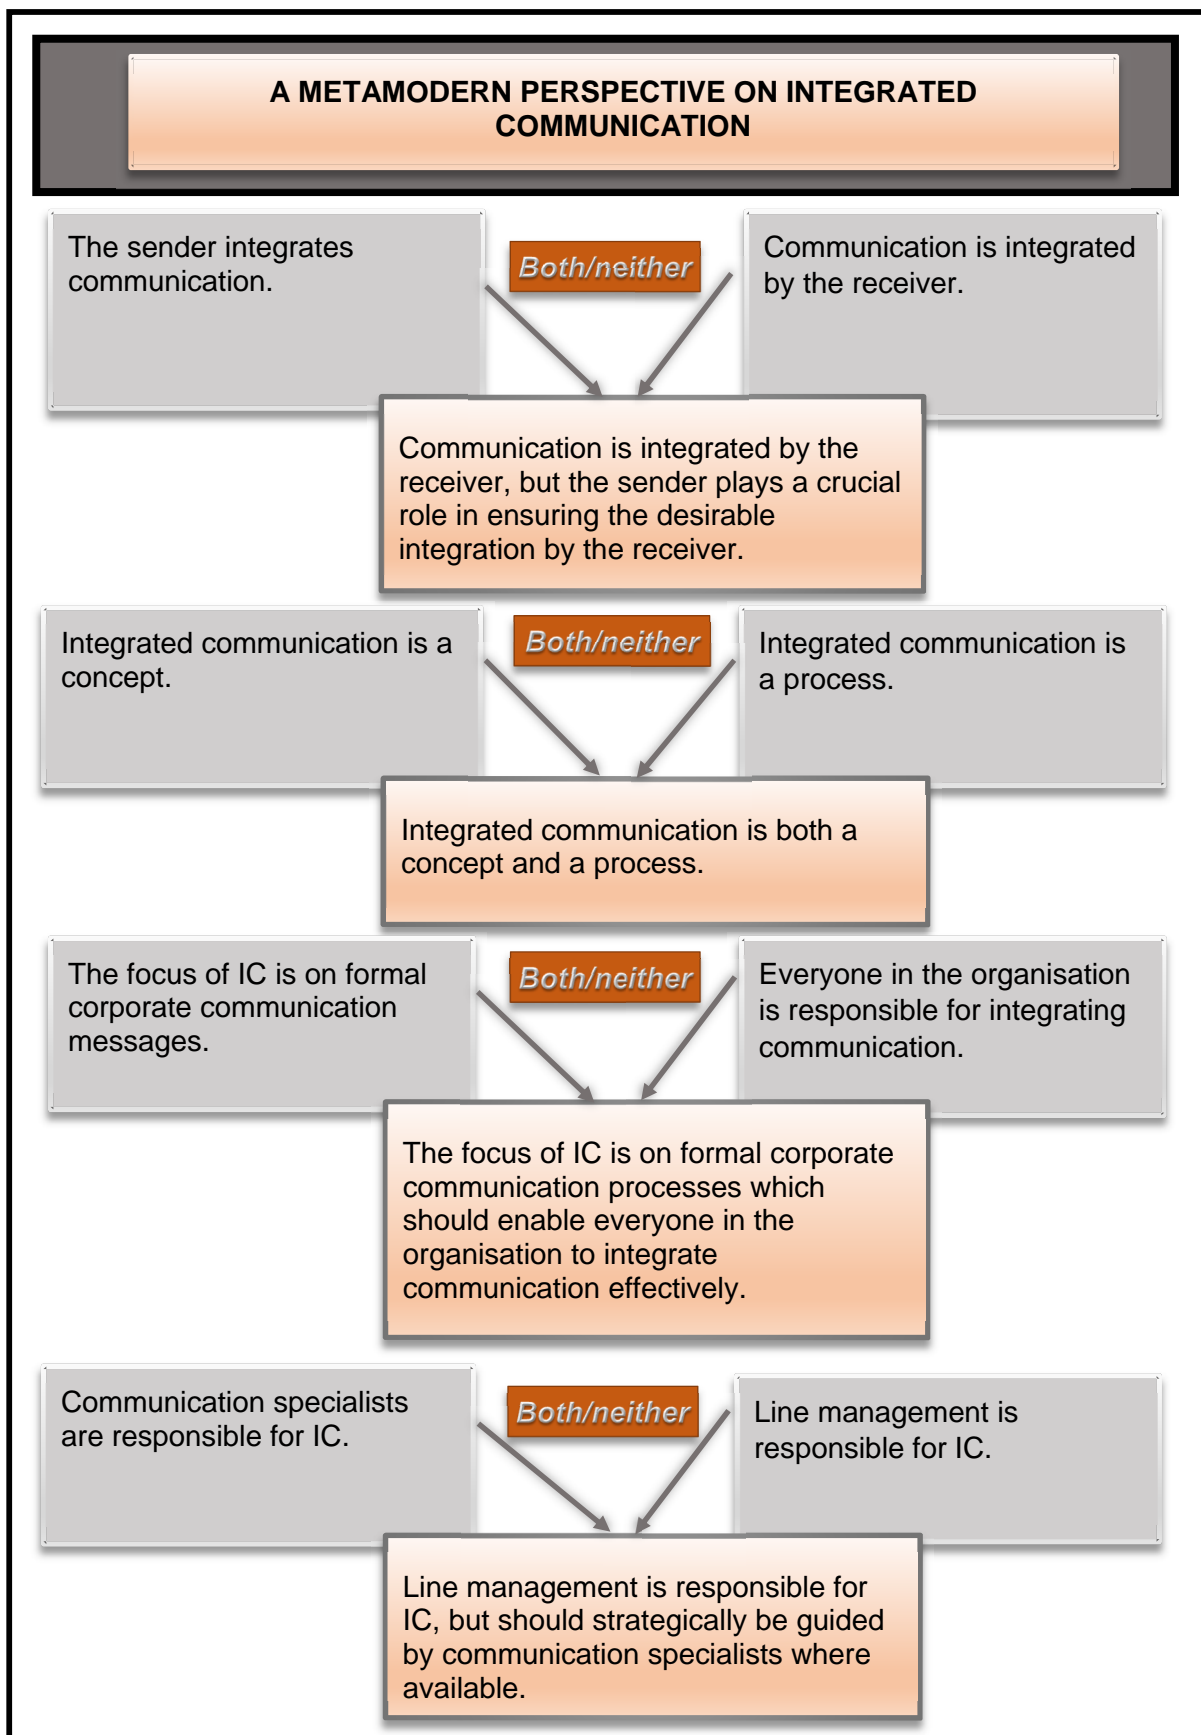 A METAMODERN PERSPECTIVE ON INTEGRATED
COMMUNICATION
The sender integrates
communication.
Both/neither
Communication is integrated
by the receiver.
Communication is integrated by the
receiver, but the sender plays a crucial
role in ensuring the desirable
integration by the receiver.
Integrated communication is a
concept.
Both/neither
Integrated communication is
a process.
Integrated communication is both a
concept and a process.
The focus of IC is on formal
corporate communication
messages.
Both/neither
Everyone in the organisation
is responsible for integrating
communication.
The focus of IC is on formal corporate
communication processes which
should enable everyone in the
organisation to integrate
communication effectively.
Communication specialists
are responsible for IC.
Both/neither
Line management is
responsible for IC.
Line management is responsible for
IC, but should strategically be guided
by communication specialists where
available.